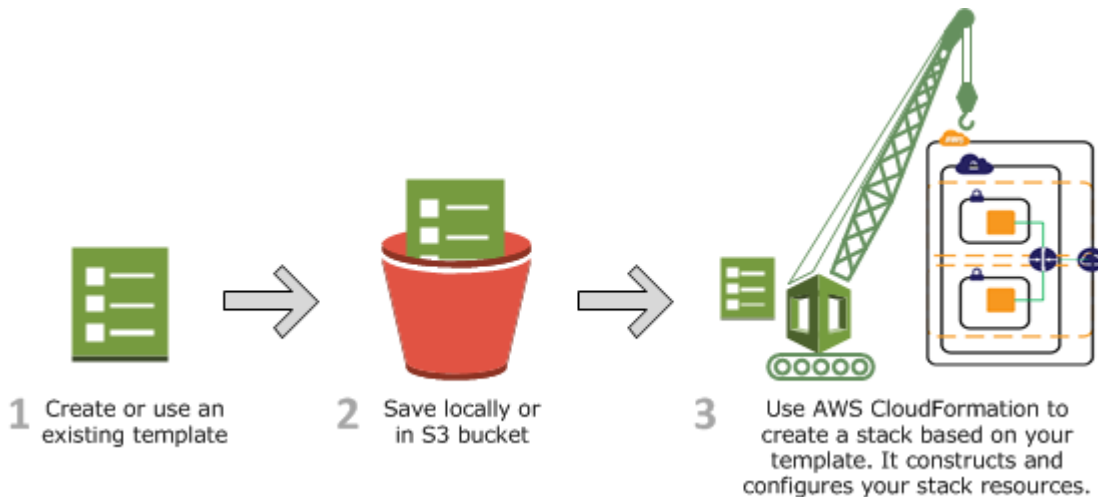 aws
1 Create or use an
existing template
2 Save locally or
in S3 bucket
3 Use AWS CloudFormation to
create a stack based on your
template. It constructs and
configures your stack resources.